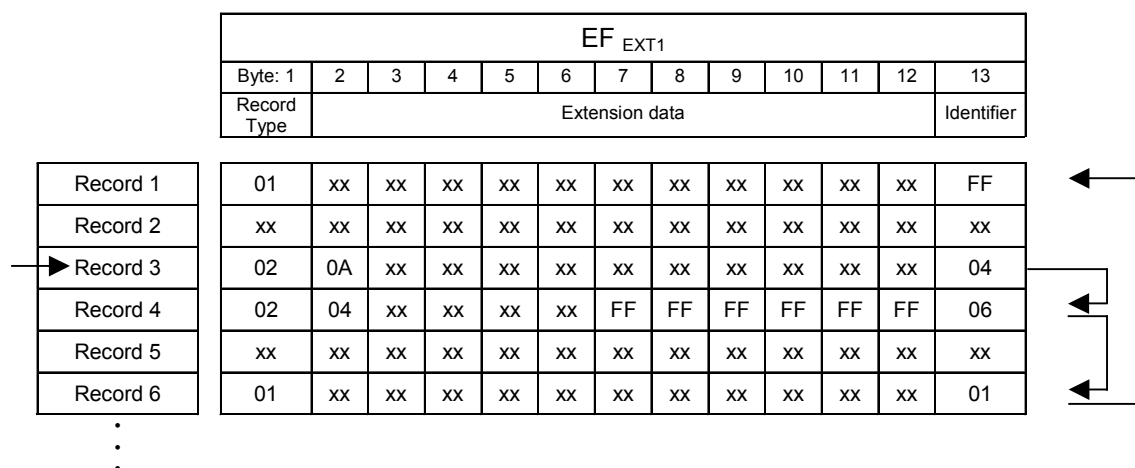 EF EXT1
Byte: 1 2 3 4 5 6 7 8 9 10 11 12 13
Record Type Extension data Identifier
Record 1 01 xx xx xx xx xx xx xx xx xx xx xx FF
Record 2 xx xx xx xx xx xx xx xx xx xx xx xx xx
Record 3 02 0A xx xx xx xx xx xx xx xx xx xx 04
Record 4 02 04 xx xx xx xx FF FF FF FF FF FF 06
Record 5 xx xx xx xx xx xx xx xx xx xx xx xx xx
Record 6 01 xx xx xx xx xx xx xx xx xx xx xx 01